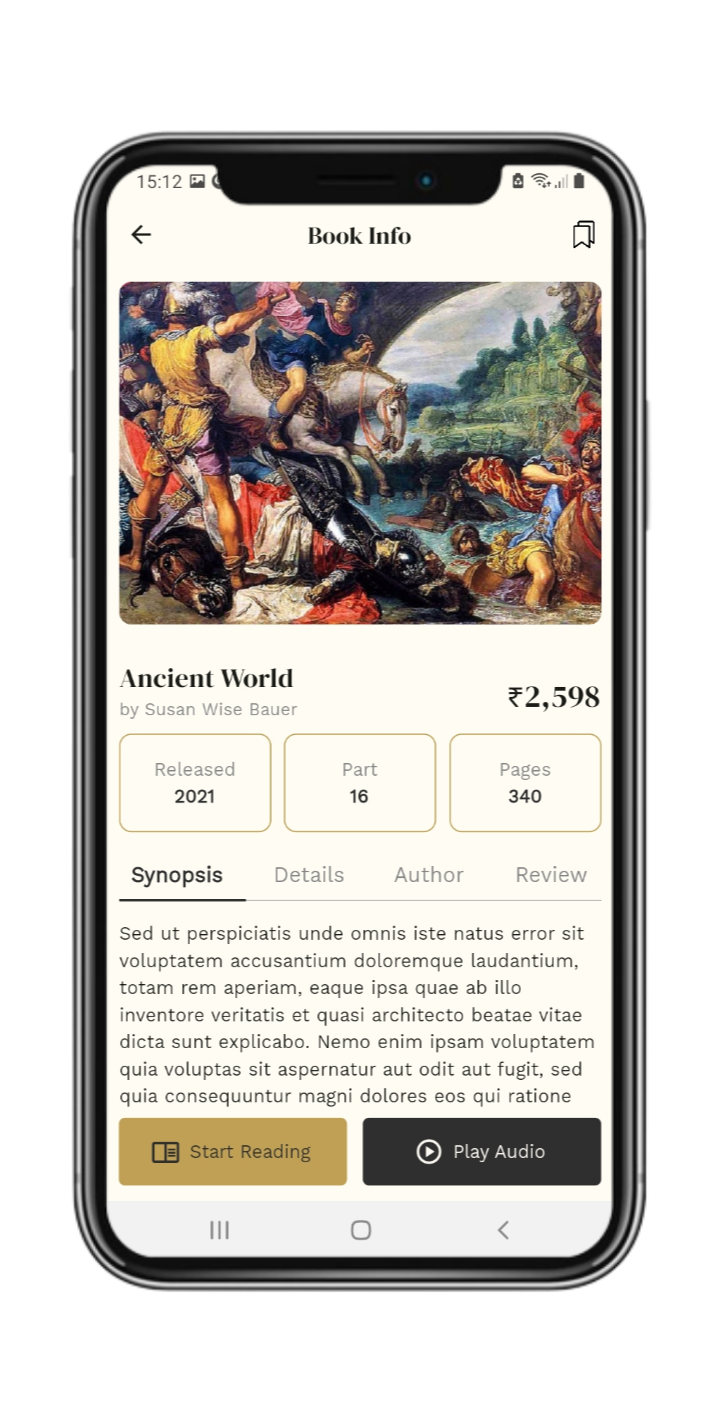 15:12
Book Info
Ancient World
by Susan Wise Bauer
₹2,598
Released
2021
Part
16
Pages
340
Synopsis Details Author Review
Sed ut perspiciatis unde omnis iste natus error sit
voluptatem accusantium doloremque laudantium,
totam rem aperiam, eaque ipsa quae ab illo
inventore veritatis et quasi architecto beatae vitae
dicta sunt explicabo. Nemo enim ipsam voluptatem
quia voluptas sit aspernatur aut odit aut fugit, sed
quia consequuntur magni dolores eos qui ratione
Start Reading
Play Audio